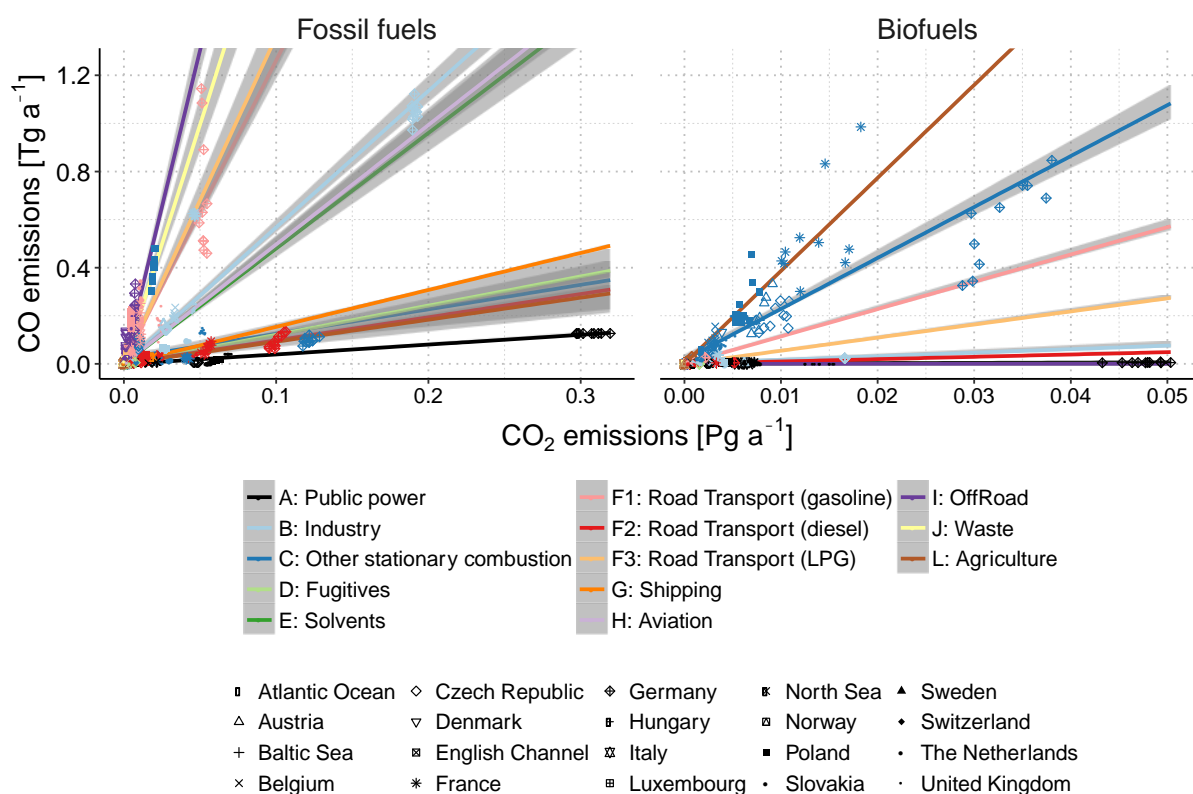 Fossil fuels Biofuels
CO emissions [Tg a⁻¹]
1.2
0.8
0.4
0.0
0.0 0.1 0.2 0.3 0.00 0.01 0.02 0.03 0.04 0.05
CO₂ emissions [Pg a⁻¹]
A: Public power F1: Road Transport (gasoline) I: OffRoad
B: Industry F2: Road Transport (diesel) J: Waste
C: Other stationary combustion F3: Road Transport (LPG) L: Agriculture
D: Fugitives G: Shipping
E: Solvents H: Aviation
Atlantic Ocean Czech Republic Germany North Sea Sweden
Austria Denmark Hungary Norway Switzerland
Baltic Sea English Channel Italy Poland The Netherlands
Belgium France Luxembourg Slovakia United Kingdom